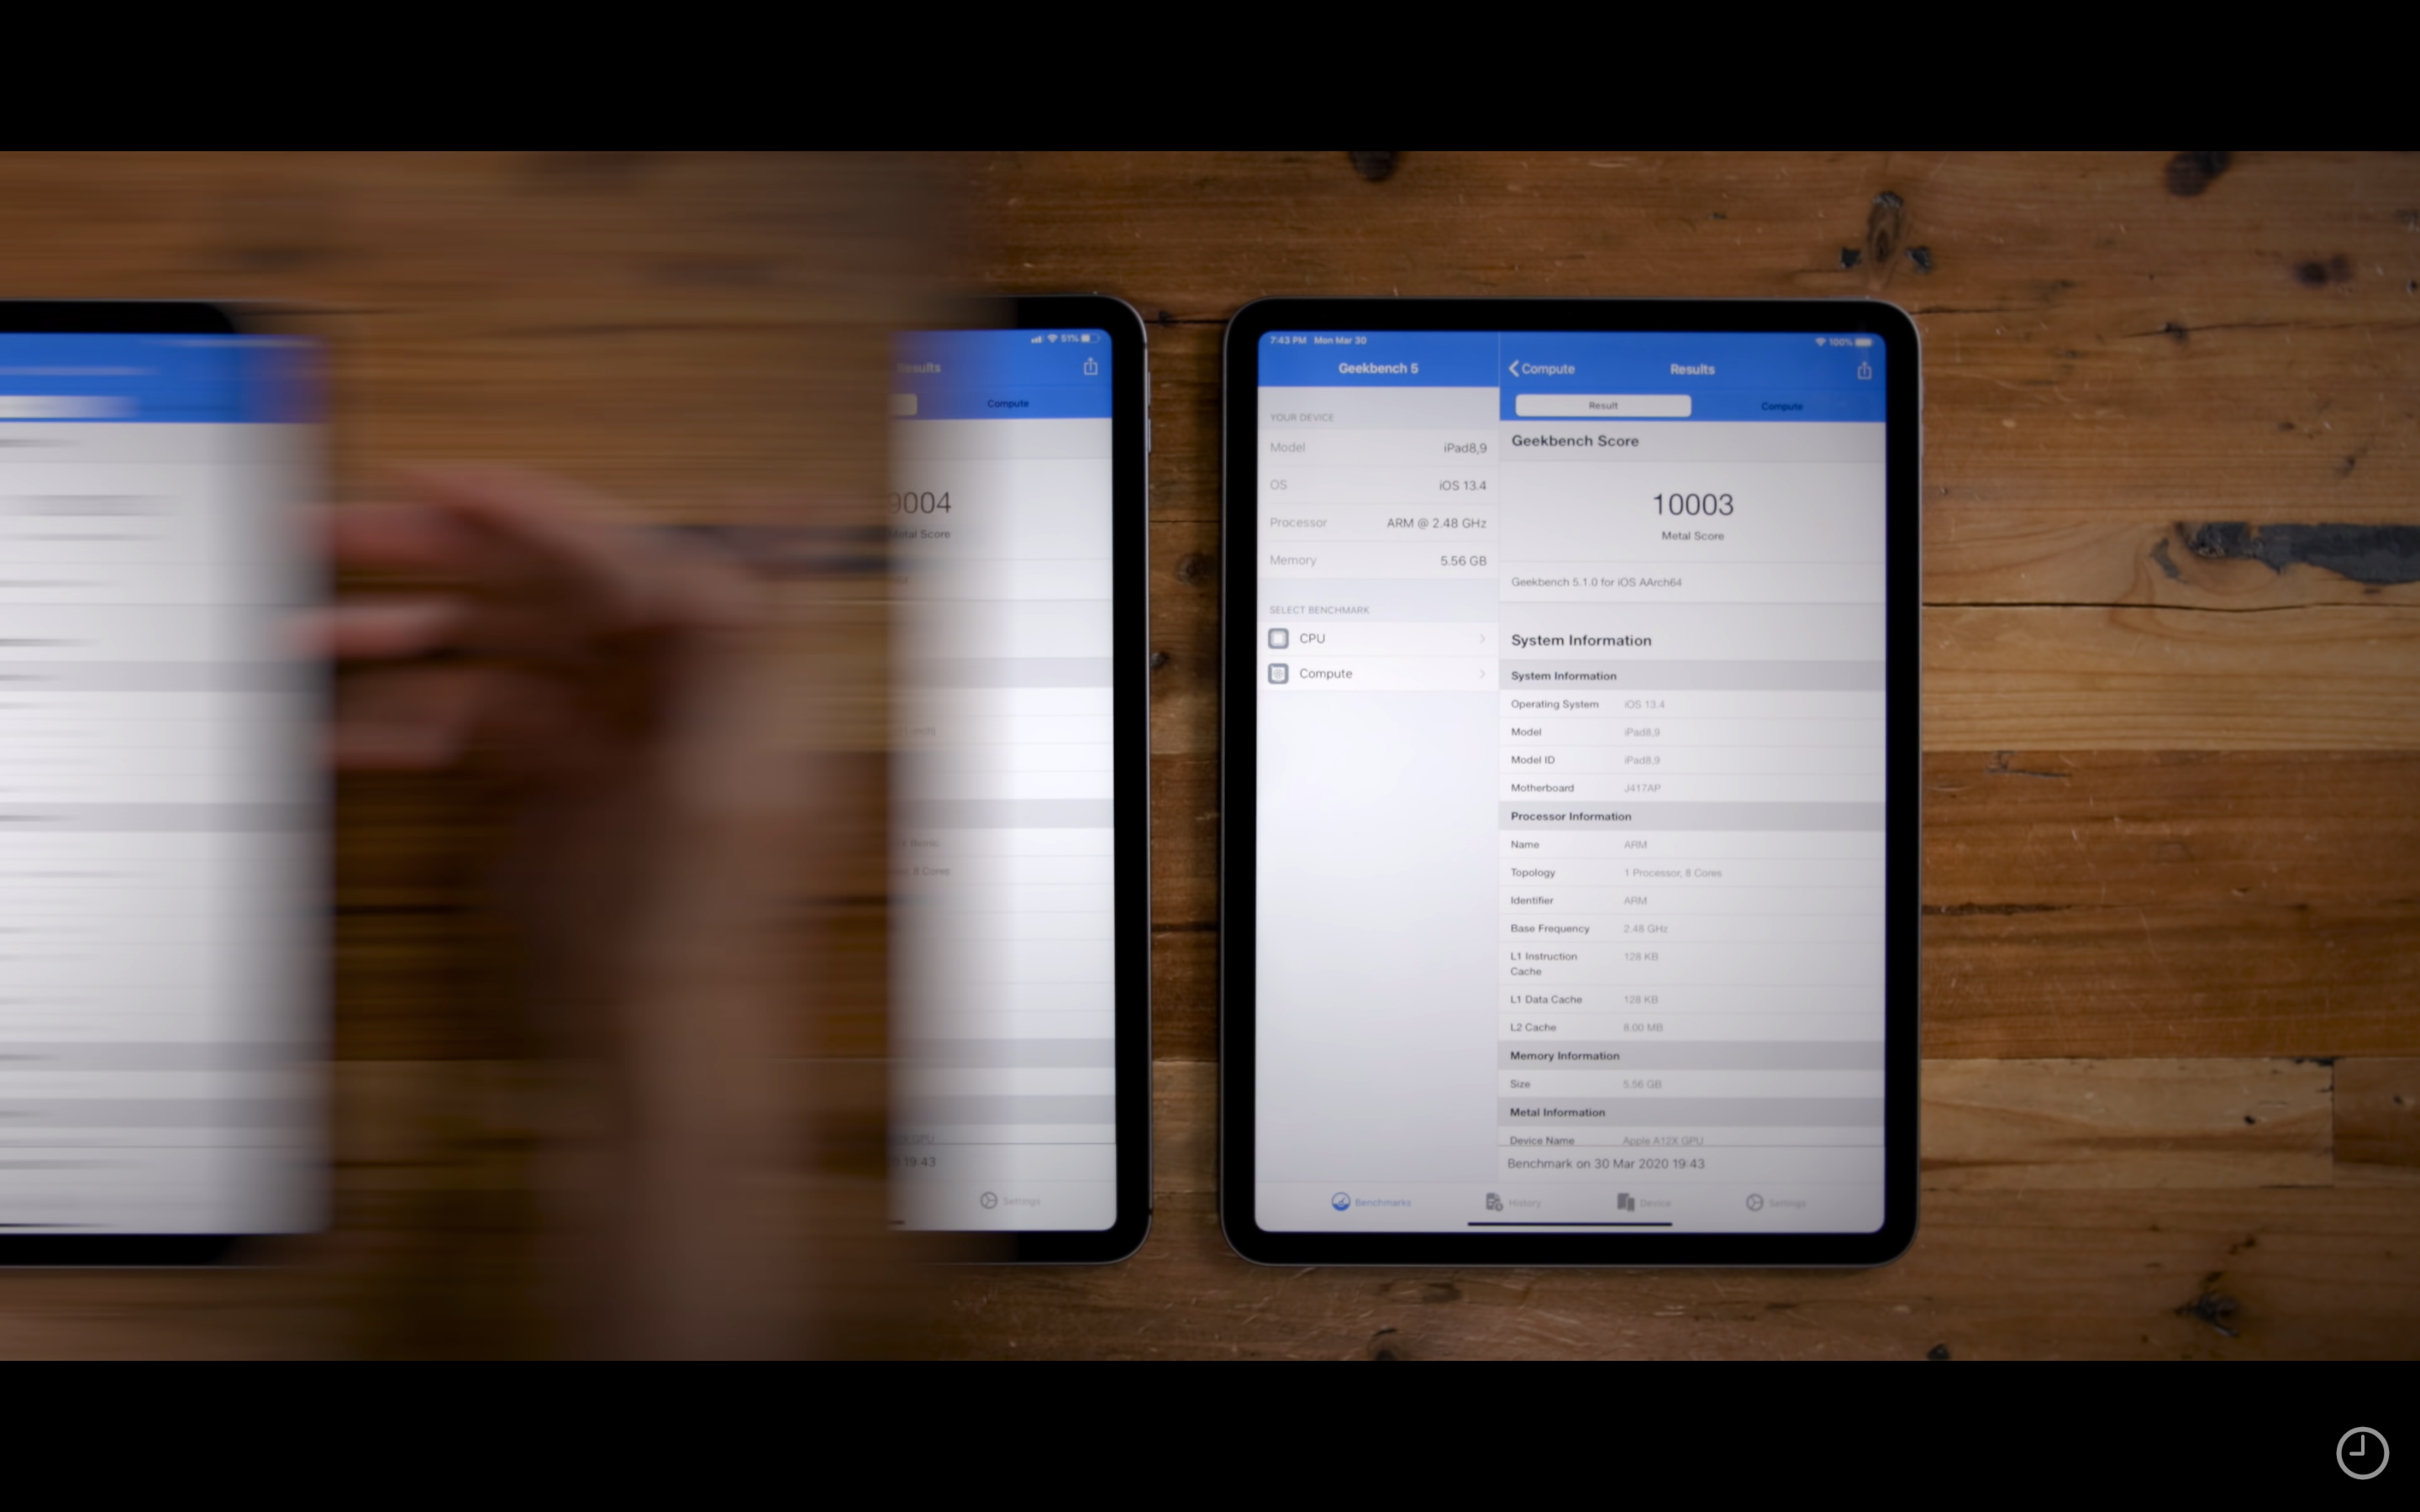 51%
Results
Compute
9004
Metal Score
8 Cores
19:43
Settings
7:43 PM Mon Mar 30
100%
Geekbench 5
Compute
Results
Result
Compute
YOUR DEVICE
Model iPad8,9
OS iOS 13.4
Processor ARM @ 2.48 GHz
Memory 5.56 GB
SELECT BENCHMARK
CPU
Compute
Geekbench Score
10003
Metal Score
Geekbench 5.1.0 for iOS AArch64
System Information
System Information
Operating System iOS 13.4
Model iPad8,9
Model ID iPad8,9
Motherboard J417AP
Processor Information
Name ARM
Topology 1 Processor, 8 Cores
Identifier ARM
Base Frequency 2.48 GHz
L1 Instruction Cache 128 KB
L1 Data Cache 128 KB
L2 Cache 8.00 MB
Memory Information
Size 5.56 GB
Metal Information
Device Name Apple A12X GPU
Benchmark on 30 Mar 2020 19:43
Benchmarks
History
Device
Settings